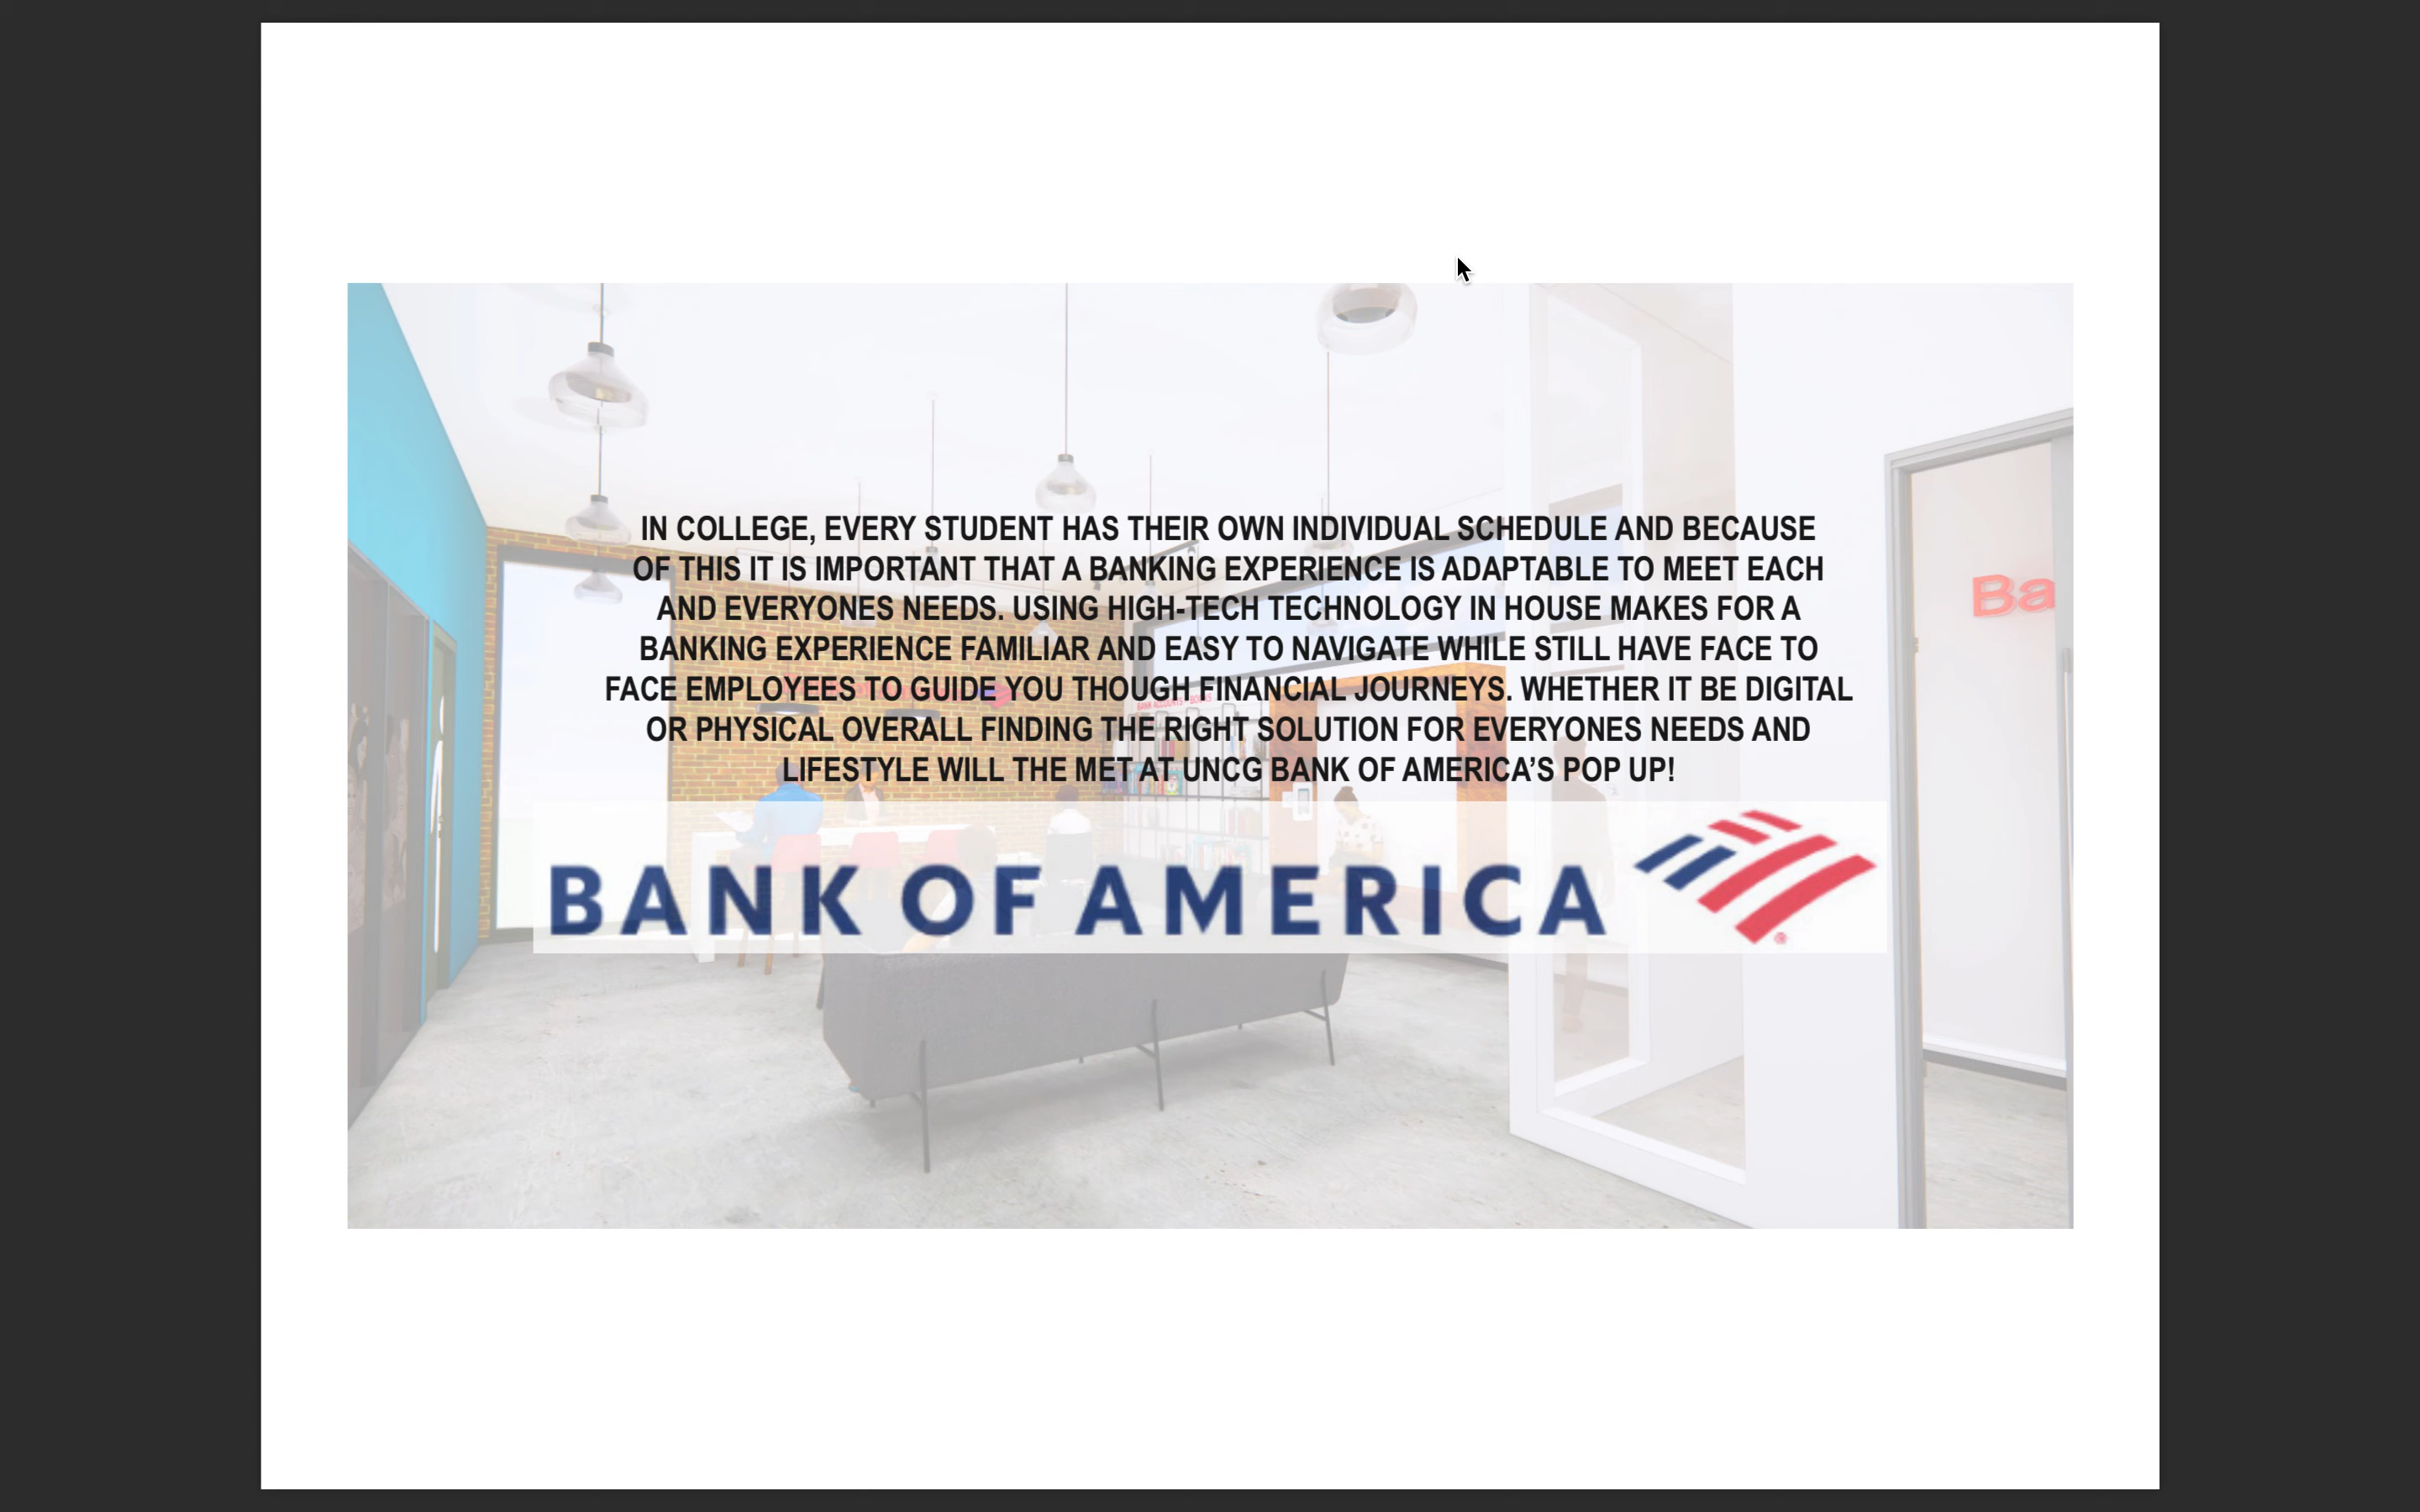 IN COLLEGE, EVERY STUDENT HAS THEIR OWN INDIVIDUAL SCHEDULE AND BECAUSE
OF THIS IT IS IMPORTANT THAT A BANKING EXPERIENCE IS ADAPTABLE TO MEET EACH
AND EVERYONES NEEDS. USING HIGH-TECH TECHNOLOGY IN HOUSE MAKES FOR A
BANKING EXPERIENCE FAMILIAR AND EASY TO NAVIGATE WHILE STILL HAVE FACE TO
FACE EMPLOYEES TO GUIDE YOU THOUGH FINANCIAL JOURNEYS. WHETHER IT BE DIGITAL
OR PHYSICAL OVERALL FINDING THE RIGHT SOLUTION FOR EVERYONES NEEDS AND
LIFESTYLE WILL THE MET AT UNCG BANK OF AMERICA’S POP UP!
BANK OF AMERICA
Ba